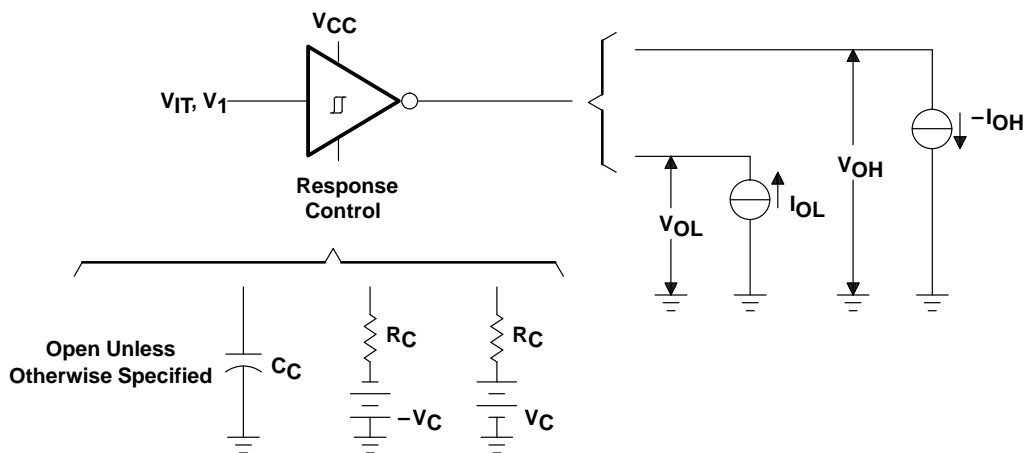 VCC
VIT, V1
Response
Control
–IOH
VOH
IOL
VOL
Open Unless
Otherwise Specified
CC
RC
–VC
RC
VC